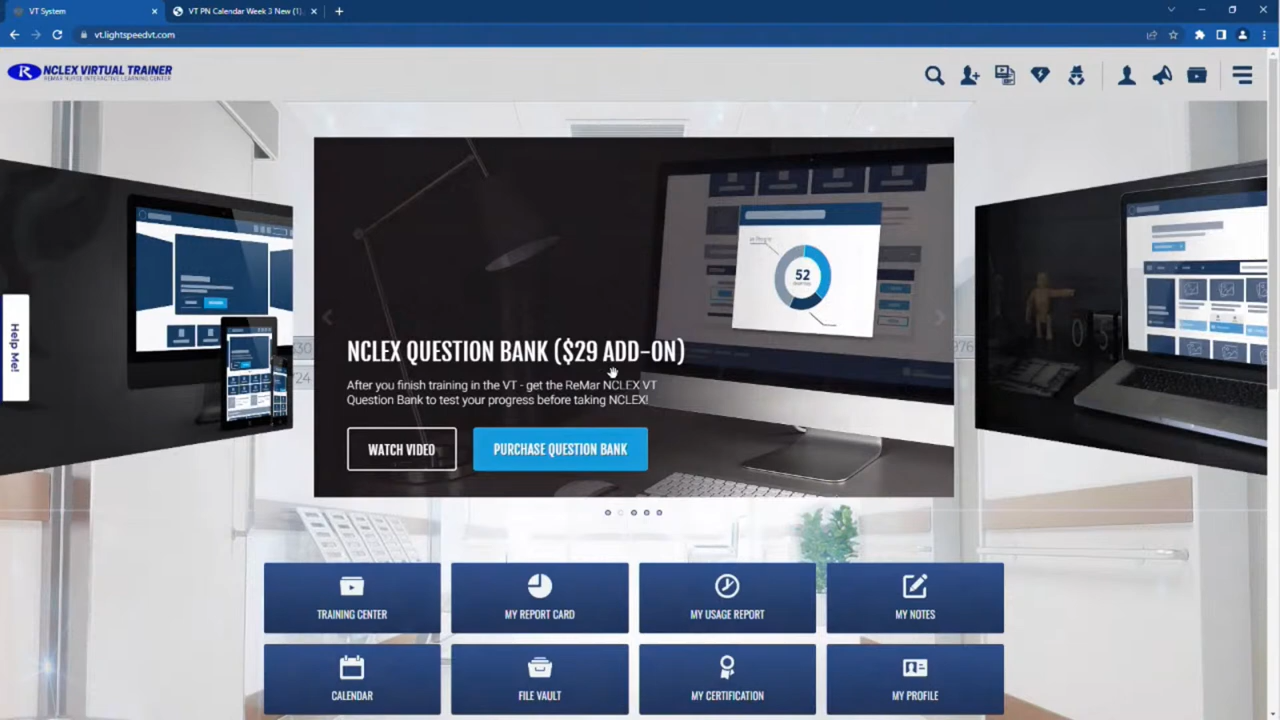 VT System
VT PN Calendar Week 3 New (1).
vt.lightspeedvt.com
R NCLEX VIRTUAL TRAINER
REMAR NURSE INTERACTIVE LEARNING CENTER
Help Me!
52
NCLEX QUESTION BANK ($29 ADD-ON)
After you finish training in the VT - get the ReMar NCLEX VT
Question Bank to test your progress before taking NCLEX!
WATCH VIDEO
PURCHASE QUESTION BANK
TRAINING CENTER
MY REPORT CARD
MY USAGE REPORT
MY NOTES
CALENDAR
FILE VAULT
MY CERTIFICATION
MY PROFILE